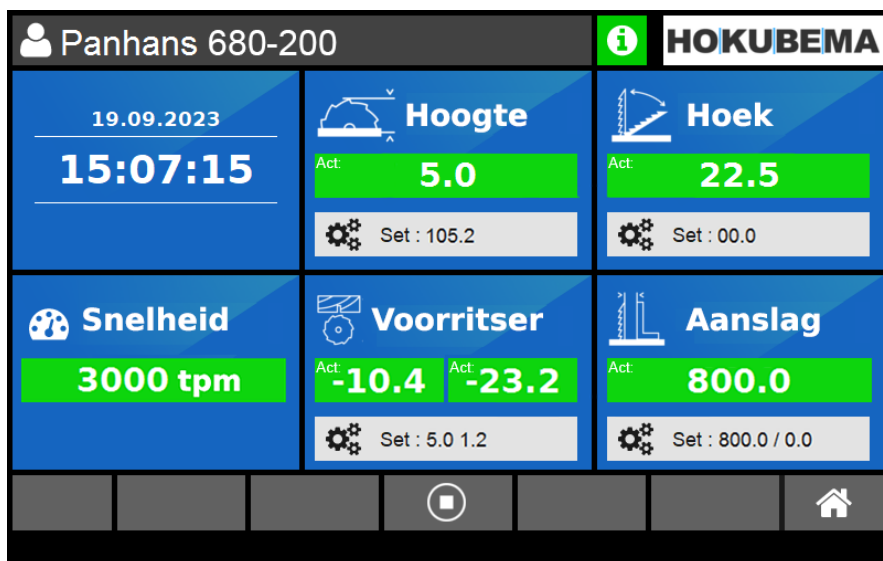 Panhans 680-200
i
HOKUBEMA
19.09.2023
15:07:15
Hoogte
Act:
5.0
Set : 105.2
Hoek
Act:
22.5
Set : 00.0
Snelheid
3000 tpm
Voorritser
Act:
-10.4
Act:
-23.2
Set : 5.0 1.2
Aanslag
Act:
800.0
Set : 800.0 / 0.0